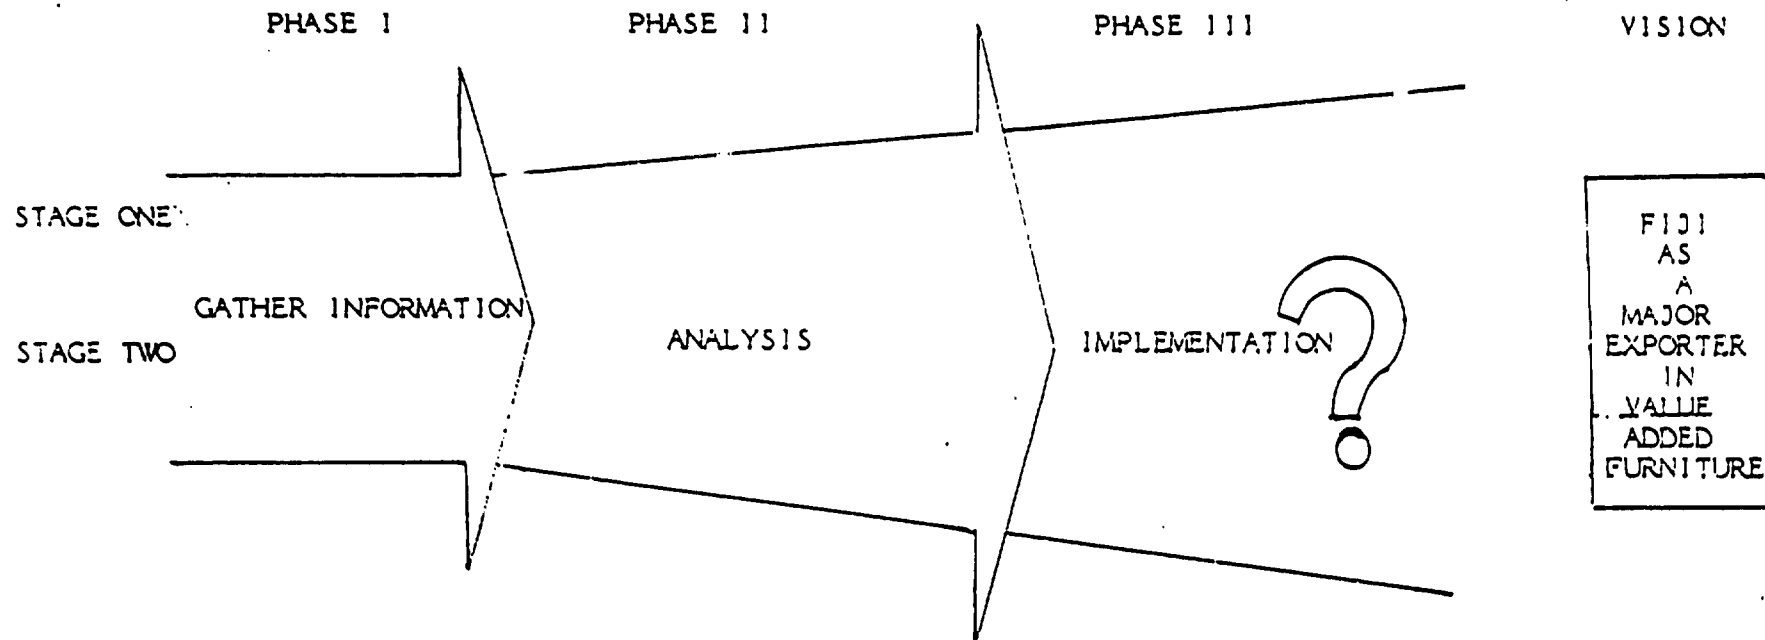 PHASE I PHASE II PHASE III VISION
STAGE ONE
GATHER INFORMATION
STAGE TWO
ANALYSIS
IMPLEMENTATION
?
FIJI
AS
A
MAJOR
EXPORTER
IN
VALUE
ADDED
FURNITURE